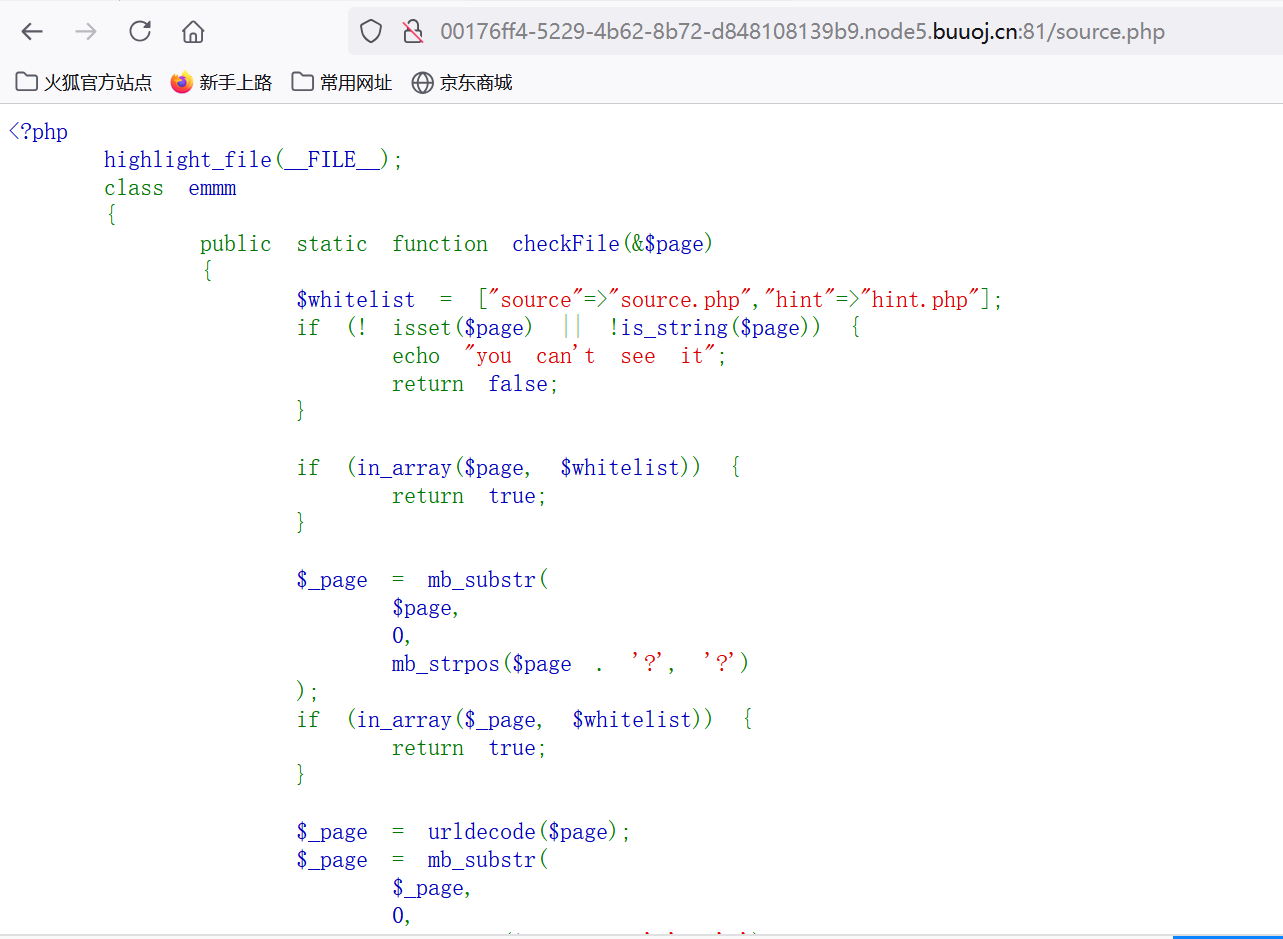 00176ff4-5229-4b62-8b72-d848108139b9.node5.buuoj.cn:81/source.php
火狐官方站点 新手上路 常用网址 京东商城
<?php
highlight_file(__FILE__);
class emmm
{
public static function checkFile(&$page)
{
$whitelist = ["source"=>"source.php","hint"=>"hint.php"];
if (! isset($page) || !is_string($page)) {
echo "you can't see it";
return false;
}
if (in_array($page, $whitelist)) {
return true;
}
$_page = mb_substr(
$page,
0,
mb_strpos($page . '?', '?')
);
if (in_array($_page, $whitelist)) {
return true;
}
$_page = urldecode($page);
$_page = mb_substr(
$_page,
0,